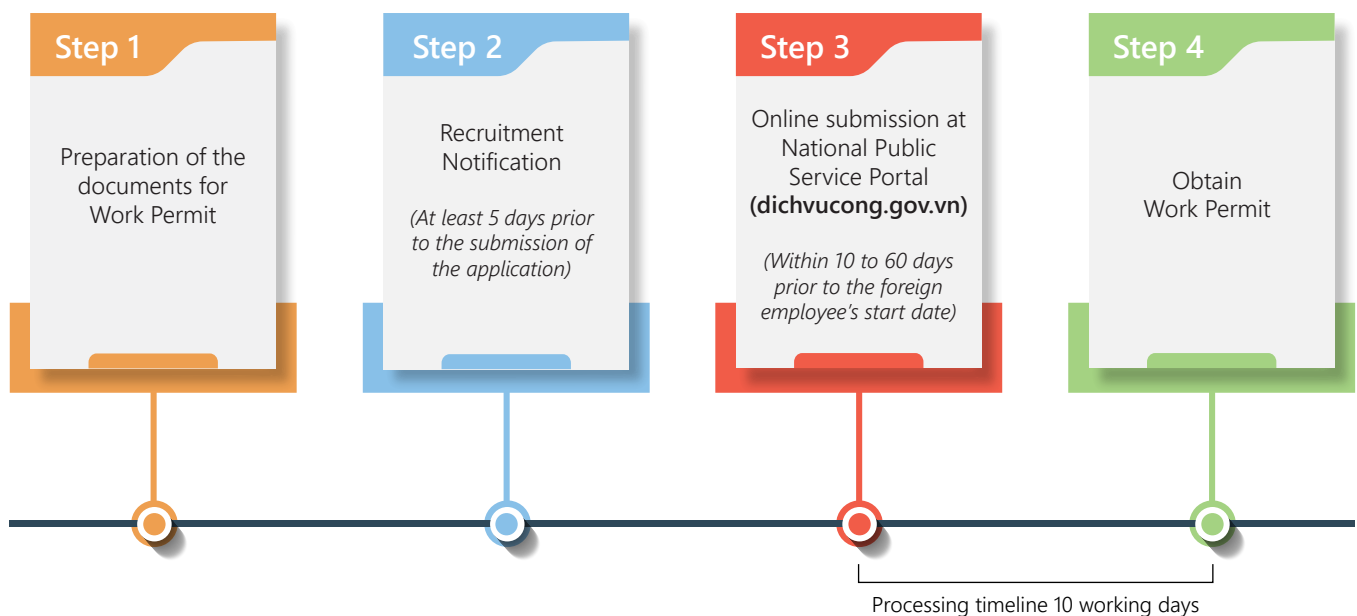 Step 1
Preparation of the
documents for
Work Permit
Step 2
Recruitment
Notification
(At least 5 days prior
to the submission of
the application)
Step 3
Online submission at
National Public
Service Portal
(dichvucong.gov.vn)
(Within 10 to 60 days
prior to the foreign
employee's start date)
Step 4
Obtain
Work Permit
Processing timeline 10 working days